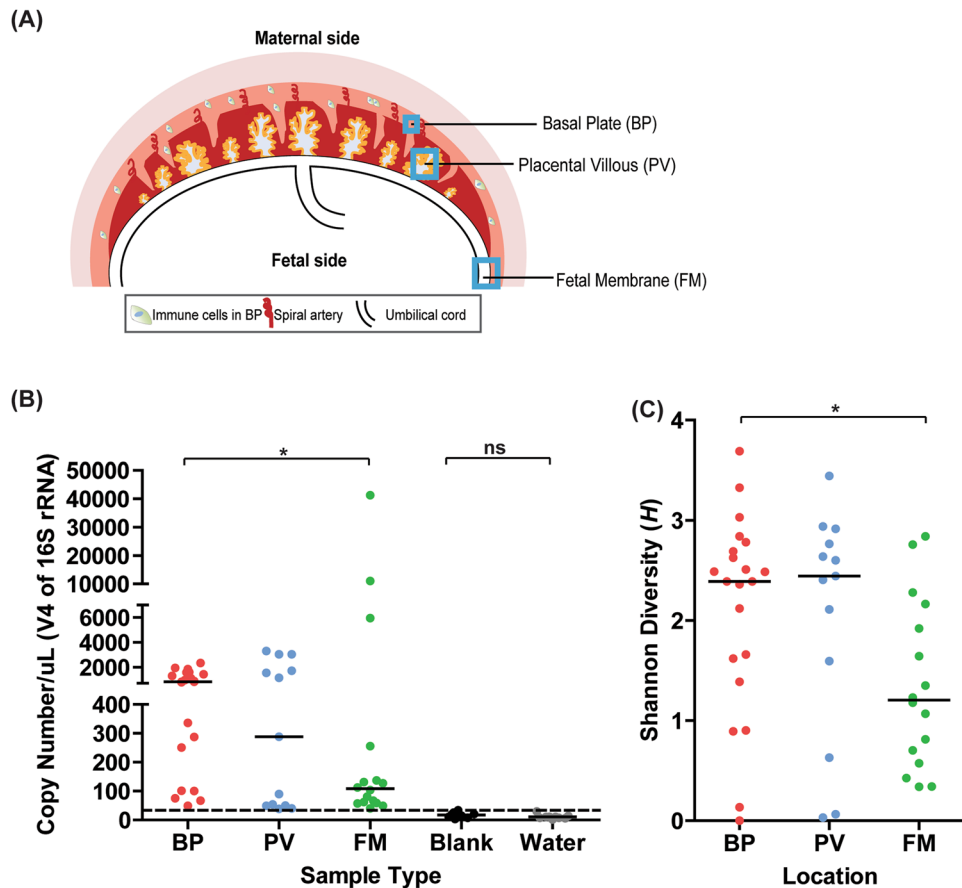 (A)
Maternal side
Basal Plate (BP)
Placental Villous (PV)
Fetal side
Fetal Membrane (FM)
Immune cells in BP Spiral artery Umbilical cord
(B)
Copy Number/uL (V4 of 16S rRNA)
50000
40000
30000
20000
10000
6000
4000
2000
400
300
200
100
0
* ns
BP PV FM Blank Water
Sample Type
(C)
Shannon Diversity (H)
4
3
2
1
0
*
BP PV FM
Location